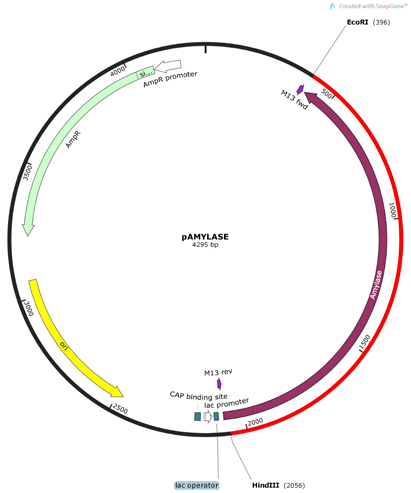 Created with SnapGene®
EcoRI (396)
4000
si...
AmpR promoter
M13 fwd
500
AmpR
3500
1000
pAMYLASE
4295 bp
Amylase
3000
ori
1500
M13 rev
CAP binding site
lac promoter
2500
2000
lac operator
HindIII (2056)